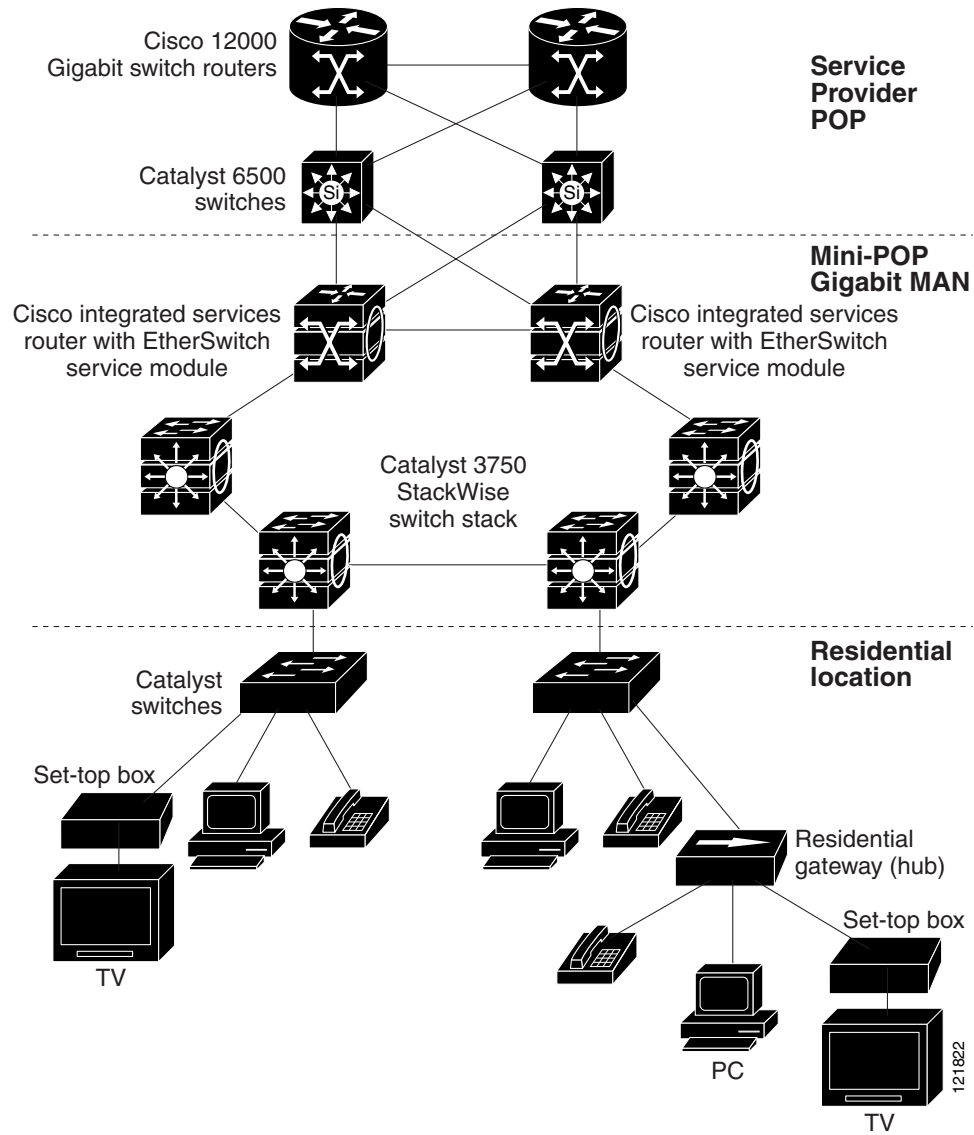 Cisco 12000
Gigabit switch routers
Service
Provider
POP
Catalyst 6500
switches
Si
Si
Mini-POP
Gigabit MAN
Cisco integrated services
router with EtherSwitch
service module
Cisco integrated services
router with EtherSwitch
service module
Catalyst 3750
StackWise
switch stack
Residential
location
Catalyst
switches
Set-top box
TV
Residential
gateway (hub)
Set-top box
PC
TV
121822